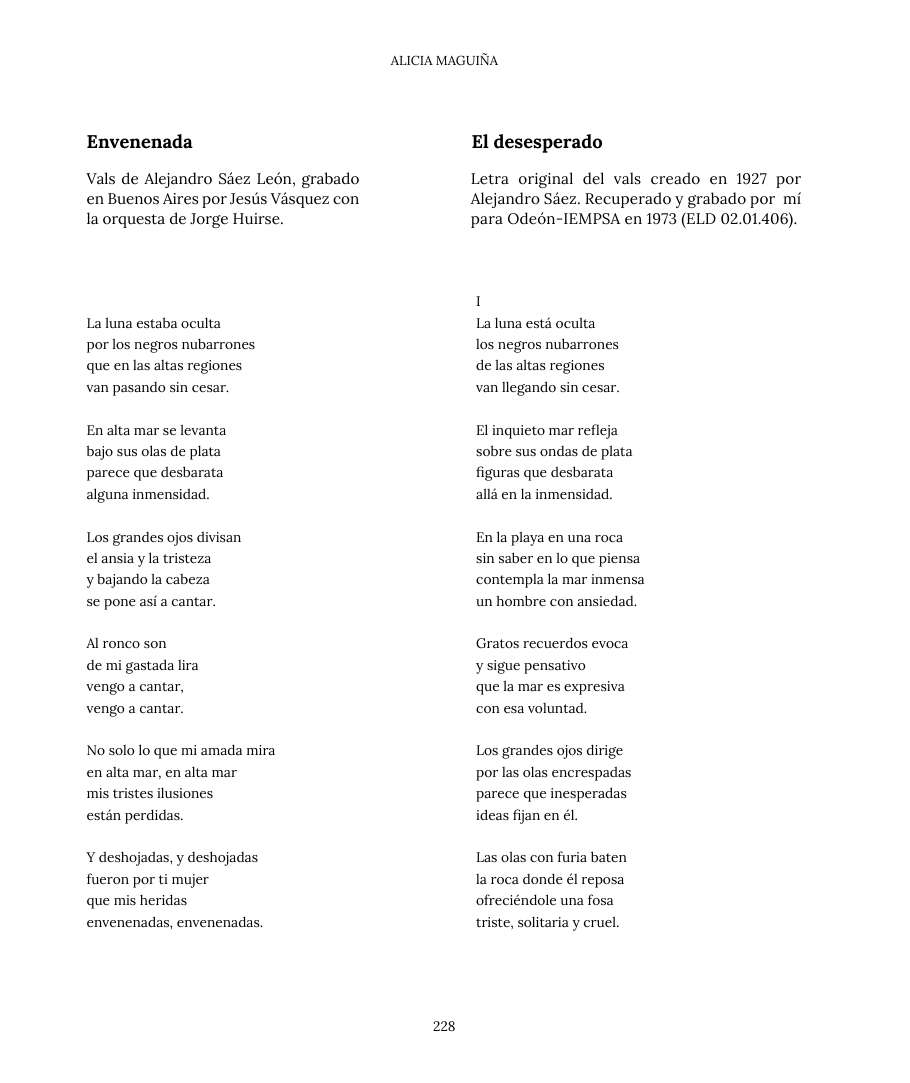 ALICIA MAGUIÑA
Envenenada
Vals de Alejandro Sáez León, grabado
en Buenos Aires por Jesús Vásquez con
la orquesta de Jorge Huirse.
La luna estaba oculta
por los negros nubarrones
que en las altas regiones
van pasando sin cesar.
En alta mar se levanta
bajo sus olas de plata
parece que desbarata
alguna inmensidad.
Los grandes ojos divisan
el ansia y la tristeza
y bajando la cabeza
se pone así a cantar.
Al ronco son
de mi gastada lira
vengo a cantar,
vengo a cantar.
No solo lo que mi amada mira
en alta mar, en alta mar
mis tristes ilusiones
están perdidas.
Y deshojadas, y deshojadas
fueron por ti mujer
que mis heridas
envenenadas, envenenadas.
El desesperado
Letra original del vals creado en 1927 por
Alejandro Sáez. Recuperado y grabado por mí
para Odeón-IEMPSA en 1973 (ELD 02.01.406).
I
La luna está oculta
los negros nubarrones
de las altas regiones
van llegando sin cesar.
El inquieto mar refleja
sobre sus ondas de plata
figuras que desbarata
allá en la inmensidad.
En la playa en una roca
sin saber en lo que piensa
contempla la mar inmensa
un hombre con ansiedad.
Gratos recuerdos evoca
y sigue pensativo
que la mar es expresiva
con esa voluntad.
Los grandes ojos dirige
por las olas encrespadas
parece que inesperadas
ideas fijan en él.
Las olas con furia baten
la roca donde él reposa
ofreciéndole una fosa
triste, solitaria y cruel.
228